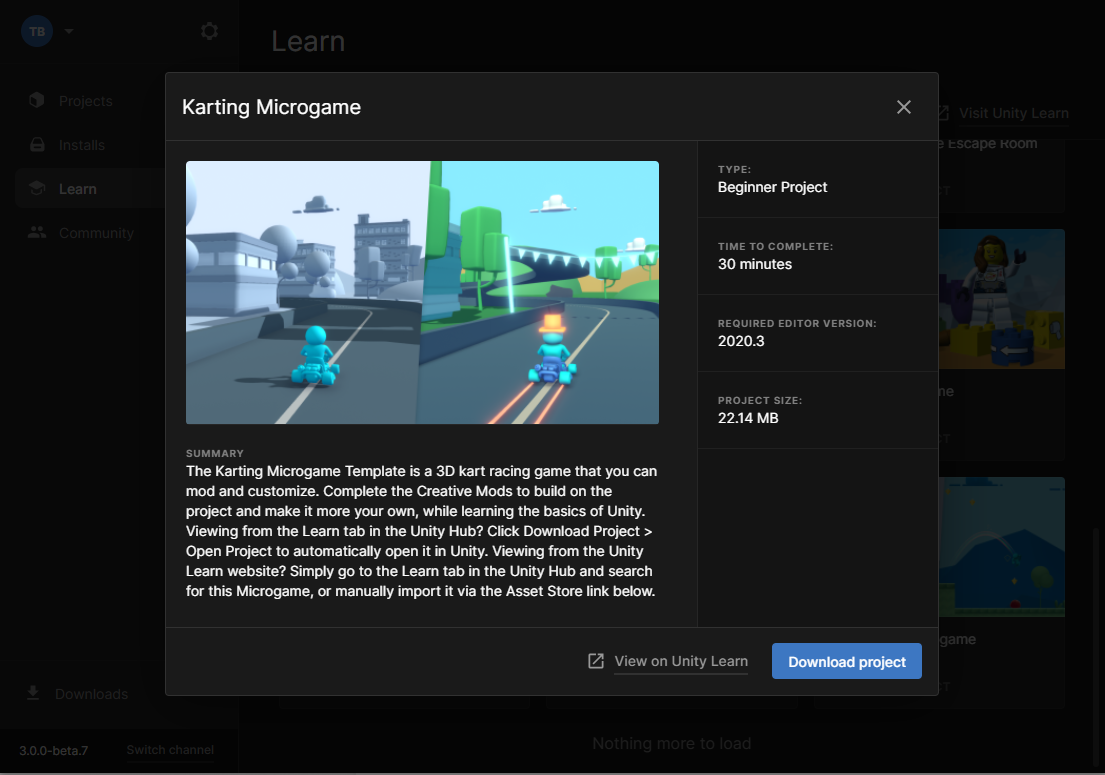 TB
Learn
Projects
Installs
Learn
Community
Visit Unity Learn
e Escape Room
CT
Karting Microgame
TYPE:
Beginner Project
TIME TO COMPLETE:
30 minutes
REQUIRED EDITOR VERSION:
2020.3
PROJECT SIZE:
22.14 MB
SUMMARY
The Karting Microgame Template is a 3D kart racing game that you can
mod and customize. Complete the Creative Mods to build on the
project and make it more your own, while learning the basics of Unity.
Viewing from the Learn tab in the Unity Hub? Click Download Project >
Open Project to automatically open it in Unity. Viewing from the Unity
Learn website? Simply go to the Learn tab in the Unity Hub and search
for this Microgame, or manually import it via the Asset Store link below.
me
CT
game
CT
View on Unity Learn
Download project
Downloads
3.0.0-beta.7
Switch channel
Nothing more to load